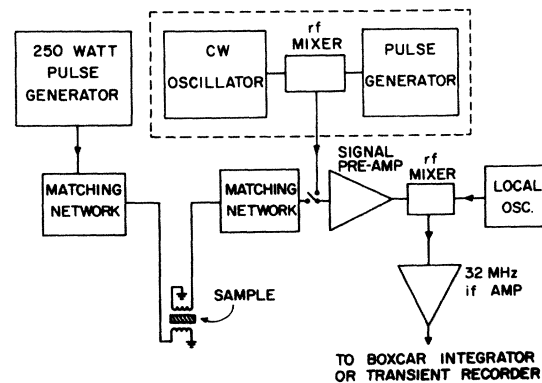 250 WATT
PULSE
GENERATOR
CW
OSCILLATOR
rf
MIXER
PULSE
GENERATOR
MATCHING
NETWORK
MATCHING
NETWORK
SIGNAL
PRE-AMP
rf
MIXER
LOCAL
OSC.
SAMPLE
32 MHz
if AMP
TO BOXCAR INTEGRATOR
OR TRANSIENT RECORDER